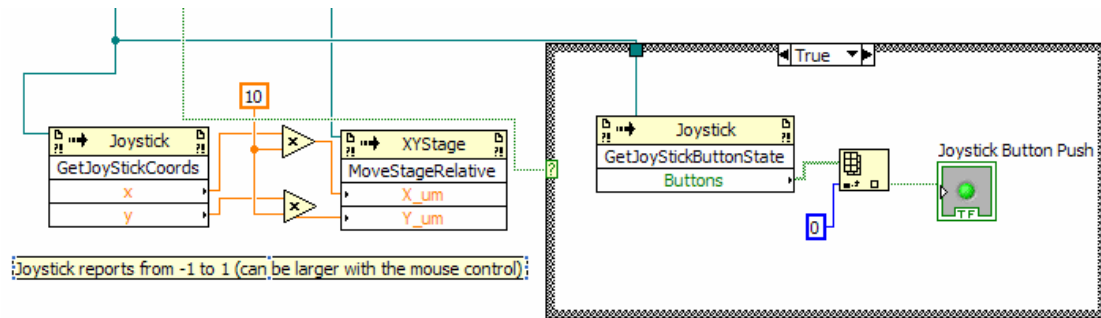 True
10
Joystick
GetJoyStickCoords
x
y
x
x
XYStage
MoveStageRelative
X_um
Y_um
?
Joystick
GetJoyStickButtonState
Buttons
0
Joystick Button Push
TF
Joystick reports from -1 to 1 (can be larger with the mouse control)